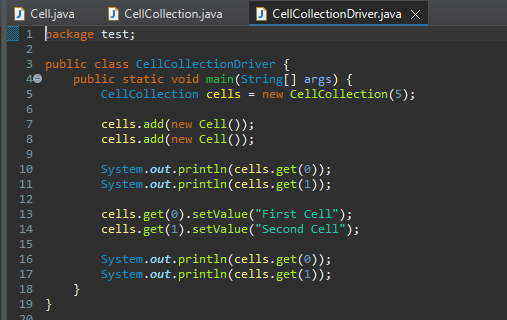 Cell.java CellCollection.java CellCollectionDriver.java
1 package test;
2
3 public class CellCollectionDriver {
4 public static void main(String[] args) {
5 CellCollection cells = new CellCollection(5);
6
7 cells.add(new Cell());
8 cells.add(new Cell());
9
10 System.out.println(cells.get(0));
11 System.out.println(cells.get(1));
12
13 cells.get(0).setValue("First Cell");
14 cells.get(1).setValue("Second Cell");
15
16 System.out.println(cells.get(0));
17 System.out.println(cells.get(1));
18 }
19 }
20